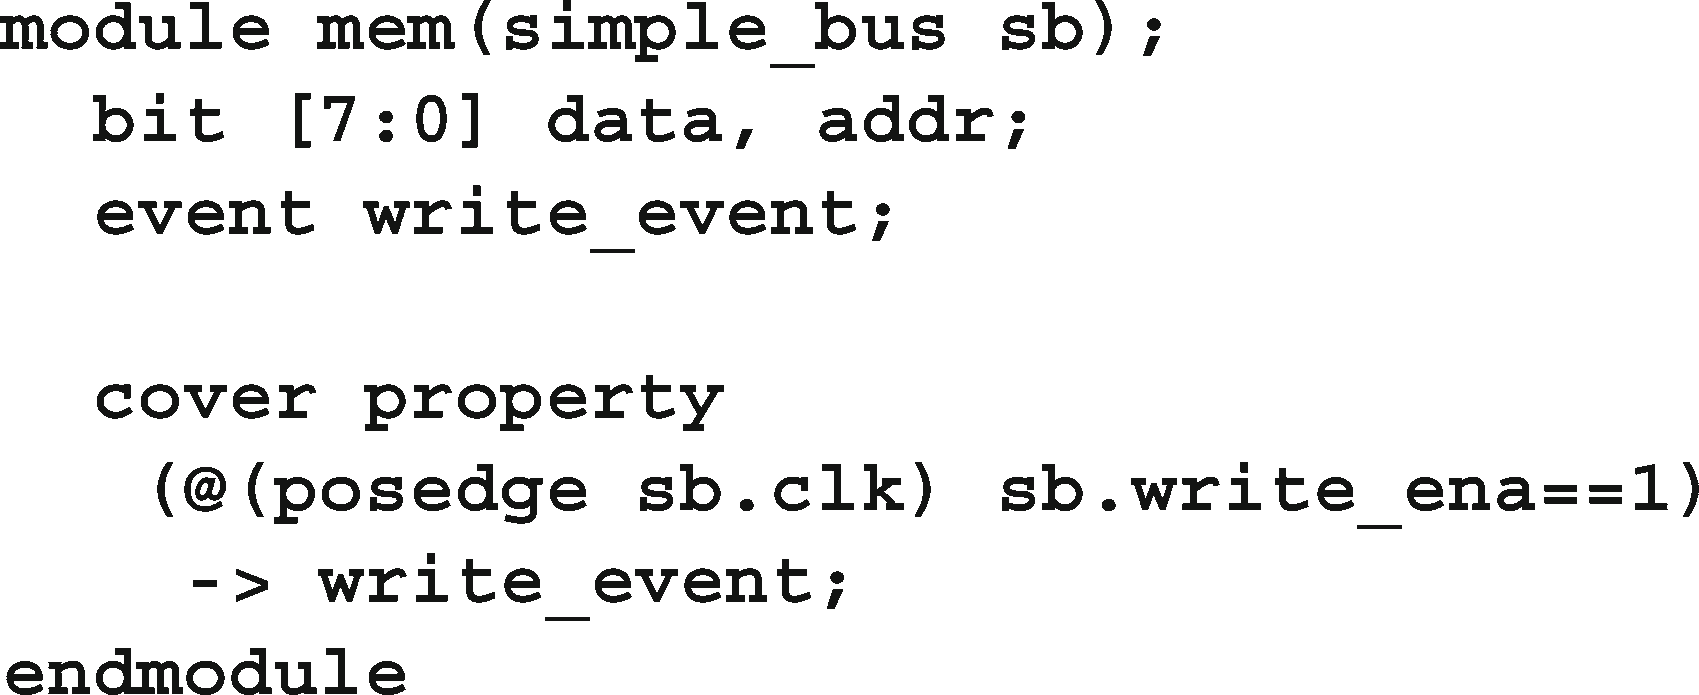 module mem(simple_bus sb);
  bit [7:0] data, addr;
  event write_event;

  cover property
   (@(posedge sb.clk) sb.write_ena==1)
    -> write_event;
endmodule